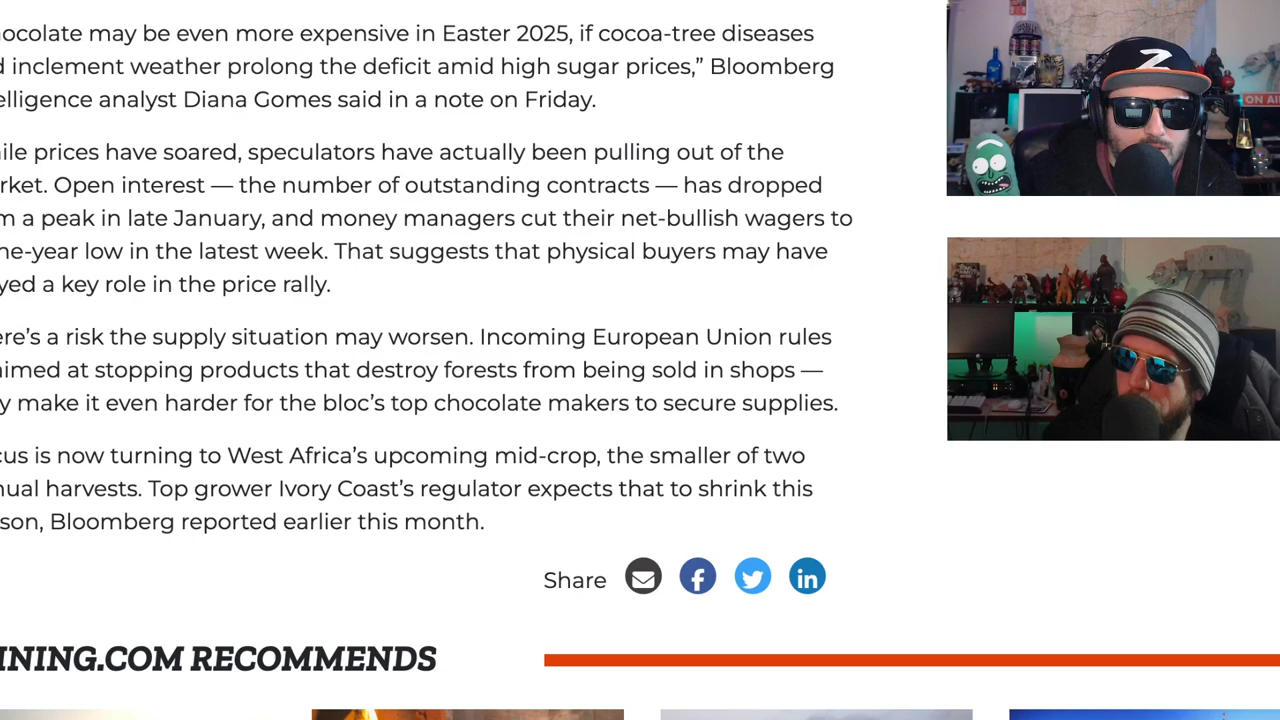 ocolate may be even more expensive in Easter 2025, if cocoa-tree diseases
d inclement weather prolong the deficit amid high sugar prices,” Bloomberg
elligence analyst Diana Gomes said in a note on Friday.
ile prices have soared, speculators have actually been pulling out of the
rket. Open interest — the number of outstanding contracts — has dropped
m a peak in late January, and money managers cut their net-bullish wagers to
ne-year low in the latest week. That suggests that physical buyers may have
yed a key role in the price rally.
ere’s a risk the supply situation may worsen. Incoming European Union rules
aimed at stopping products that destroy forests from being sold in shops —
y make it even harder for the bloc’s top chocolate makers to secure supplies.
cus is now turning to West Africa’s upcoming mid-crop, the smaller of two
nual harvests. Top grower Ivory Coast’s regulator expects that to shrink this
son, Bloomberg reported earlier this month.
Share
INING.COM RECOMMENDS
ON AI